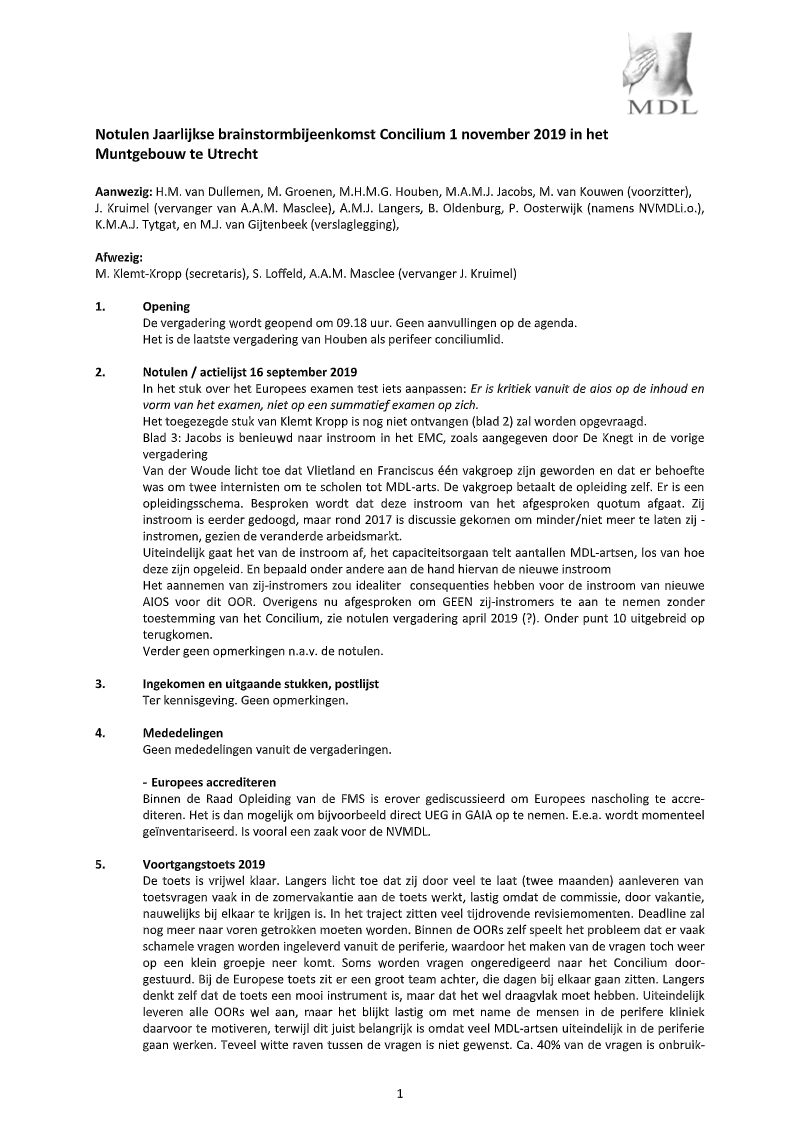 MDL
Notulen Jaarlijkse brainstormbijeenkomst Concilium 1 november 2019 in het
Muntgebouw te Utrecht
Aanwezig: H.M. van Dullemen, M. Groenen, M.H.M.G. Houben, M.A.M.J. Jacobs, M. van Kouwen (voorzitter),
J. Kruimel (vervanger van A.A.M. Masclee), A.M.J. Langers, B. Oldenburg, P. Oosterwijk (namens NVMDLi.o.),
K.M.A.J. Tytgat, en M.J. van Gijtenbeek (verslaglegging),
Afwezig:
M. Klemt-Kropp (secretaris), S. Loffeld, A.A.M. Masclee (vervanger J. Kruimel)
1. Opening
De vergadering wordt geopend om 09.18 uur. Geen aanvullingen op de agenda.
Het is de laatste vergadering van Houben als perifeer conciliumlid.
2. Notulen / actielijst 16 september 2019
In het stuk over het Europees examen test iets aanpassen: Er is kritiek vanuit de aios op de inhoud en
vorm van het examen, niet op een summatief examen op zich.
Het toegezegde stuk van Klemt Kropp is nog niet ontvangen (blad 2) zal worden opgevraagd.
Blad 3: Jacobs is benieuwd naar instroom in het EMC, zoals aangegeven door De Knegt in de vorige
vergadering
Van der Woude licht toe dat Vlietland en Franciscus één vakgroep zijn geworden en dat er behoefte
was om twee internisten om te scholen tot MDL-arts. De vakgroep betaalt de opleiding zelf. Er is een
opleidingsschema. Besproken wordt dat deze instroom van het afgesproken quotum afgaat. Zij
instroom is eerder gedoogd, maar rond 2017 is discussie gekomen om minder/niet meer te laten zij -
instromen, gezien de veranderde arbeidsmarkt.
Uiteindelijk gaat het van de instroom af, het capaciteitsorgaan telt aantallen MDL-artsen, los van hoe
deze zijn opgeleid. En bepaald onder andere aan de hand hiervan de nieuwe instroom
Het aannemen van zij-instromers zou idealiter consequenties hebben voor de instroom van nieuwe
AIOS voor dit OOR. Overigens nu afgesproken om GEEN zij-instromers te aan te nemen zonder
toestemming van het Concilium, zie notulen vergadering april 2019 (?). Onder punt 10 uitgebreid op
terugkomen.
Verder geen opmerkingen n.a.v. de notulen.
3. Ingekomen en uitgaande stukken, postlijst
Ter kennisgeving. Geen opmerkingen.
4. Mededelingen
Geen mededelingen vanuit de vergaderingen.
- Europees accrediteren
Binnen de Raad Opleiding van de FMS is erover gediscussieerd om Europees nascholing te accre-
diteren. Het is dan mogelijk om bijvoorbeeld direct UEG in GAIA op te nemen. E.e.a. wordt momenteel
geïnventariseerd. Is vooral een zaak voor de NVMDL.
5. Voortgangstoets 2019
De toets is vrijwel klaar. Langers licht toe dat zij door veel te laat (twee maanden) aanleveren van
toetsvragen vaak in de zomervakantie aan de toets werkt, lastig omdat de commissie, door vakantie,
nauwelijks bij elkaar te krijgen is. In het traject zitten veel tijdrovende revisiemomenten. Deadline zal
nog meer naar voren getrokken moeten worden. Binnen de OORs zelf speelt het probleem dat er vaak
schamele vragen worden ingeleverd vanuit de periferie, waardoor het maken van de vragen toch weer
op een klein groepje neer komt. Soms worden vragen ongeredigeerd naar het Concilium door-
gestuurd. Bij de Europese toets zit er een groot team achter, die dagen bij elkaar gaan zitten. Langers
denkt zelf dat de toets een mooi instrument is, maar dat het wel draagvlak moet hebben. Uiteindelijk
leveren alle OORs wel aan, maar het blijkt lastig om met name de mensen in de perifere kliniek
daarvoor te motiveren, terwijl dit juist belangrijk is omdat veel MDL-artsen uiteindelijk in de periferie
gaan werken. Teveel witte raven tussen de vragen is niet gewenst. Ca. 40% van de vragen is onbruik-
1